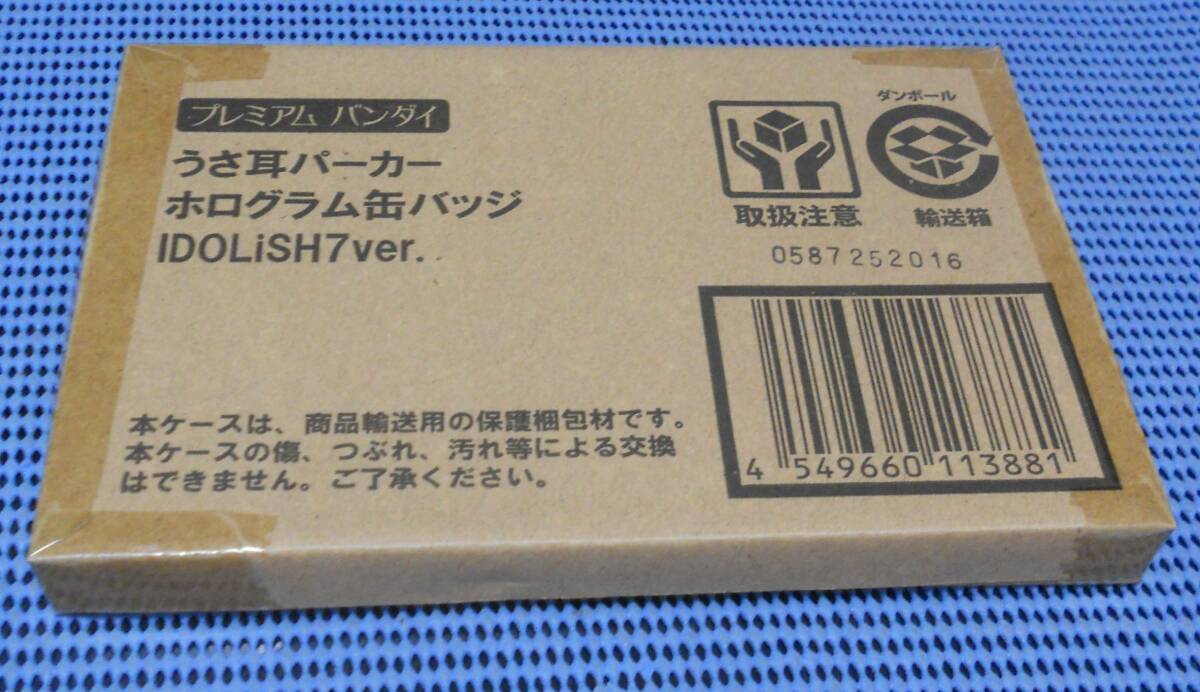 プレミアム バンダイ
うさ耳パーカー
ホログラム缶バッジ
IDOLiSH7ver.
ダンボール
取扱注意
輸送箱
0587252016
本ケースは、商品輸送用の保護梱包材です。
本ケースの傷、つぶれ、汚れ等による交換
はできません。ご了承ください。
4 549660 113881